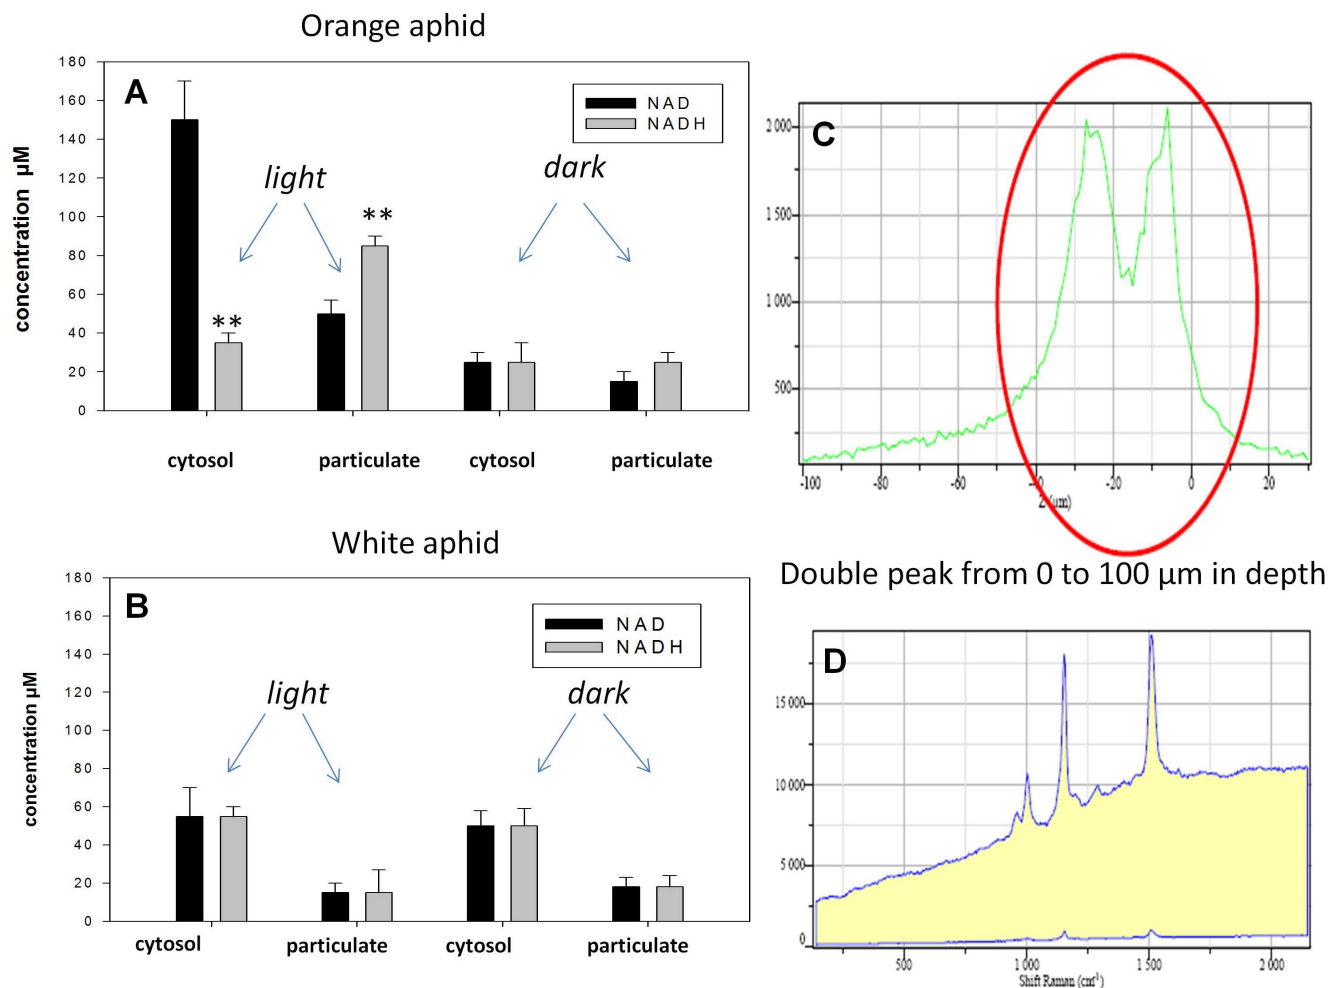 Orange aphid
180
160
140
120
100
80
60
40
20
0
concentration µM
A
NAD
NADH
light
dark
**
**
cytosol particulate cytosol particulate
White aphid
180
160
140
120
100
80
60
40
20
0
concentration µM
B
NAD
NADH
light
dark
cytosol particulate cytosol particulate
C
2 000
1 500
1 000
500
-100 -80 -60 -40 -20 0 20
Z (µm)
Double peak from 0 to 100 µm in depth
D
15 000
10 000
5 000
0
500 1 000 1 500 2 000
Shift Raman (cm⁻¹)